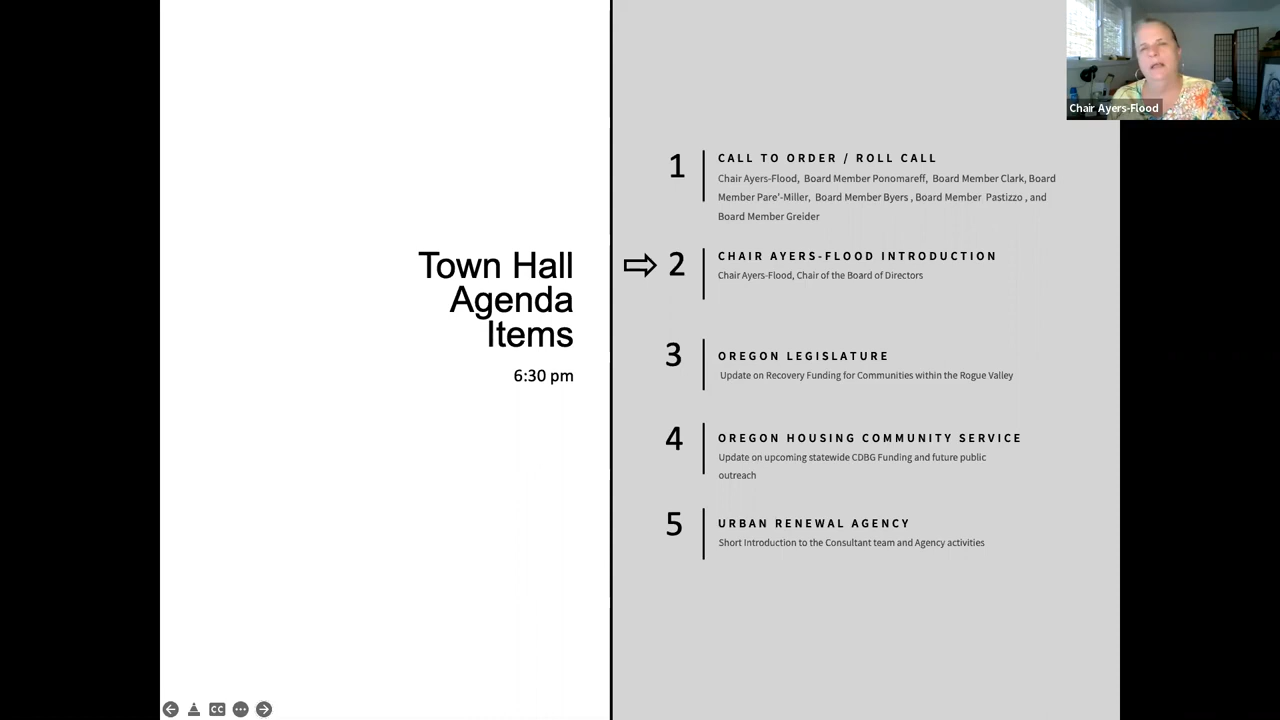 Chair Ayers-Flood
Town Hall
Agenda
Items
6:30 pm
1
CALL TO ORDER / ROLL CALL
Chair Ayers-Flood, Board Member Ponomareff, Board Member Clark, Board
Member Pare'-Miller, Board Member Byers , Board Member Pastizzo , and
Board Member Greider
2
CHAIR AYERS-FLOOD INTRODUCTION
Chair Ayers-Flood, Chair of the Board of Directors
3
OREGON LEGISLATURE
Update on Recovery Funding for Communities within the Rogue Valley
4
OREGON HOUSING COMMUNITY SERVICE
Update on upcoming statewide CDBG Funding and future public
outreach
5
URBAN RENEWAL AGENCY
Short Introduction to the Consultant team and Agency activities
CC